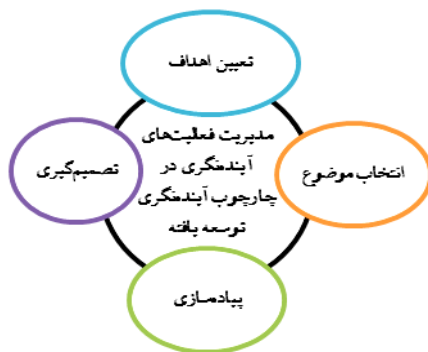 تعیین اهداف
مدیریت فعالیت‌های
آینده‌نگری در
چارچوب آینده‌نگری
توسعه یافته
انتخاب موضوع
تصمیم‌گیری
پیاده‌سازی